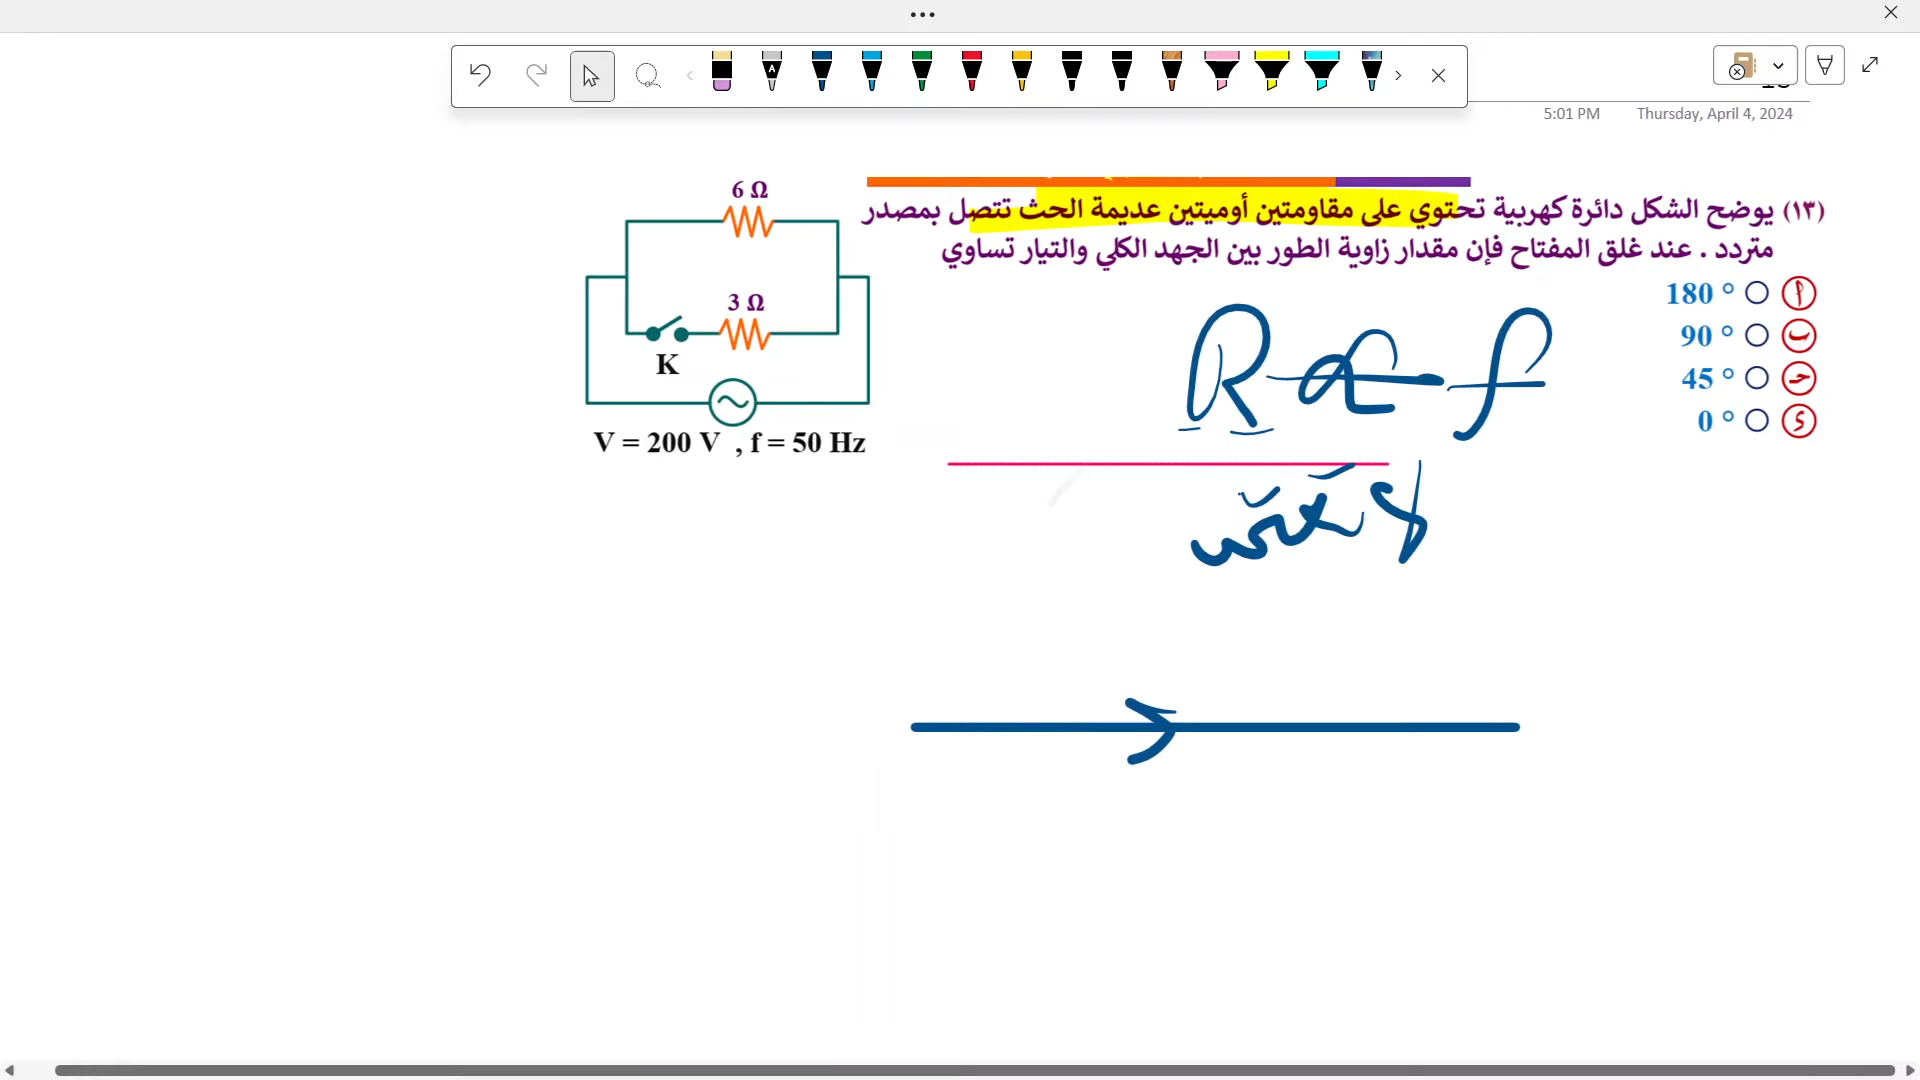 5:01 PM Thursday, April 4, 2024
(١٣) يوضح الشكل دائرة كهربية تحتوي على مقاومتين أوميتين عديمة الحث تتصل بمصدر
متردد . عند غلق المفتاح فإن مقدار زاوية الطور بين الجهد الكلي والتيار تساوي
أ 180 °
ب 90 °
حـ 45 °
د 0 °
6 Ω
3 Ω
K
V = 200 V , f = 50 Hz
R
f